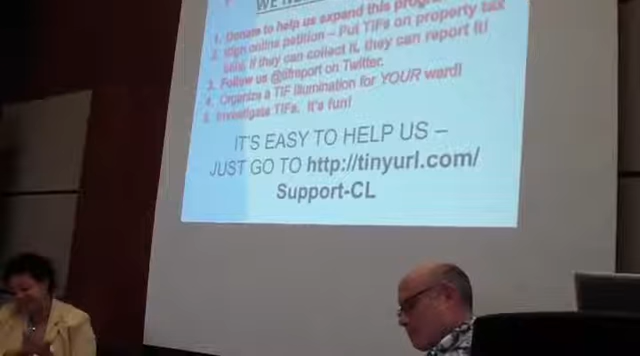 1. Donate to help us expand this
2. Sign online petition – Put TIFs on property tax
bills. If they can collect it, they can report it!
3. Follow us @tifreport on Twitter.
4. Organize a TIF Illumination for YOUR ward!
5. Investigate TIFs. It's fun!
IT'S EASY TO HELP US –
JUST GO TO http://tinyurl.com/
Support-CL